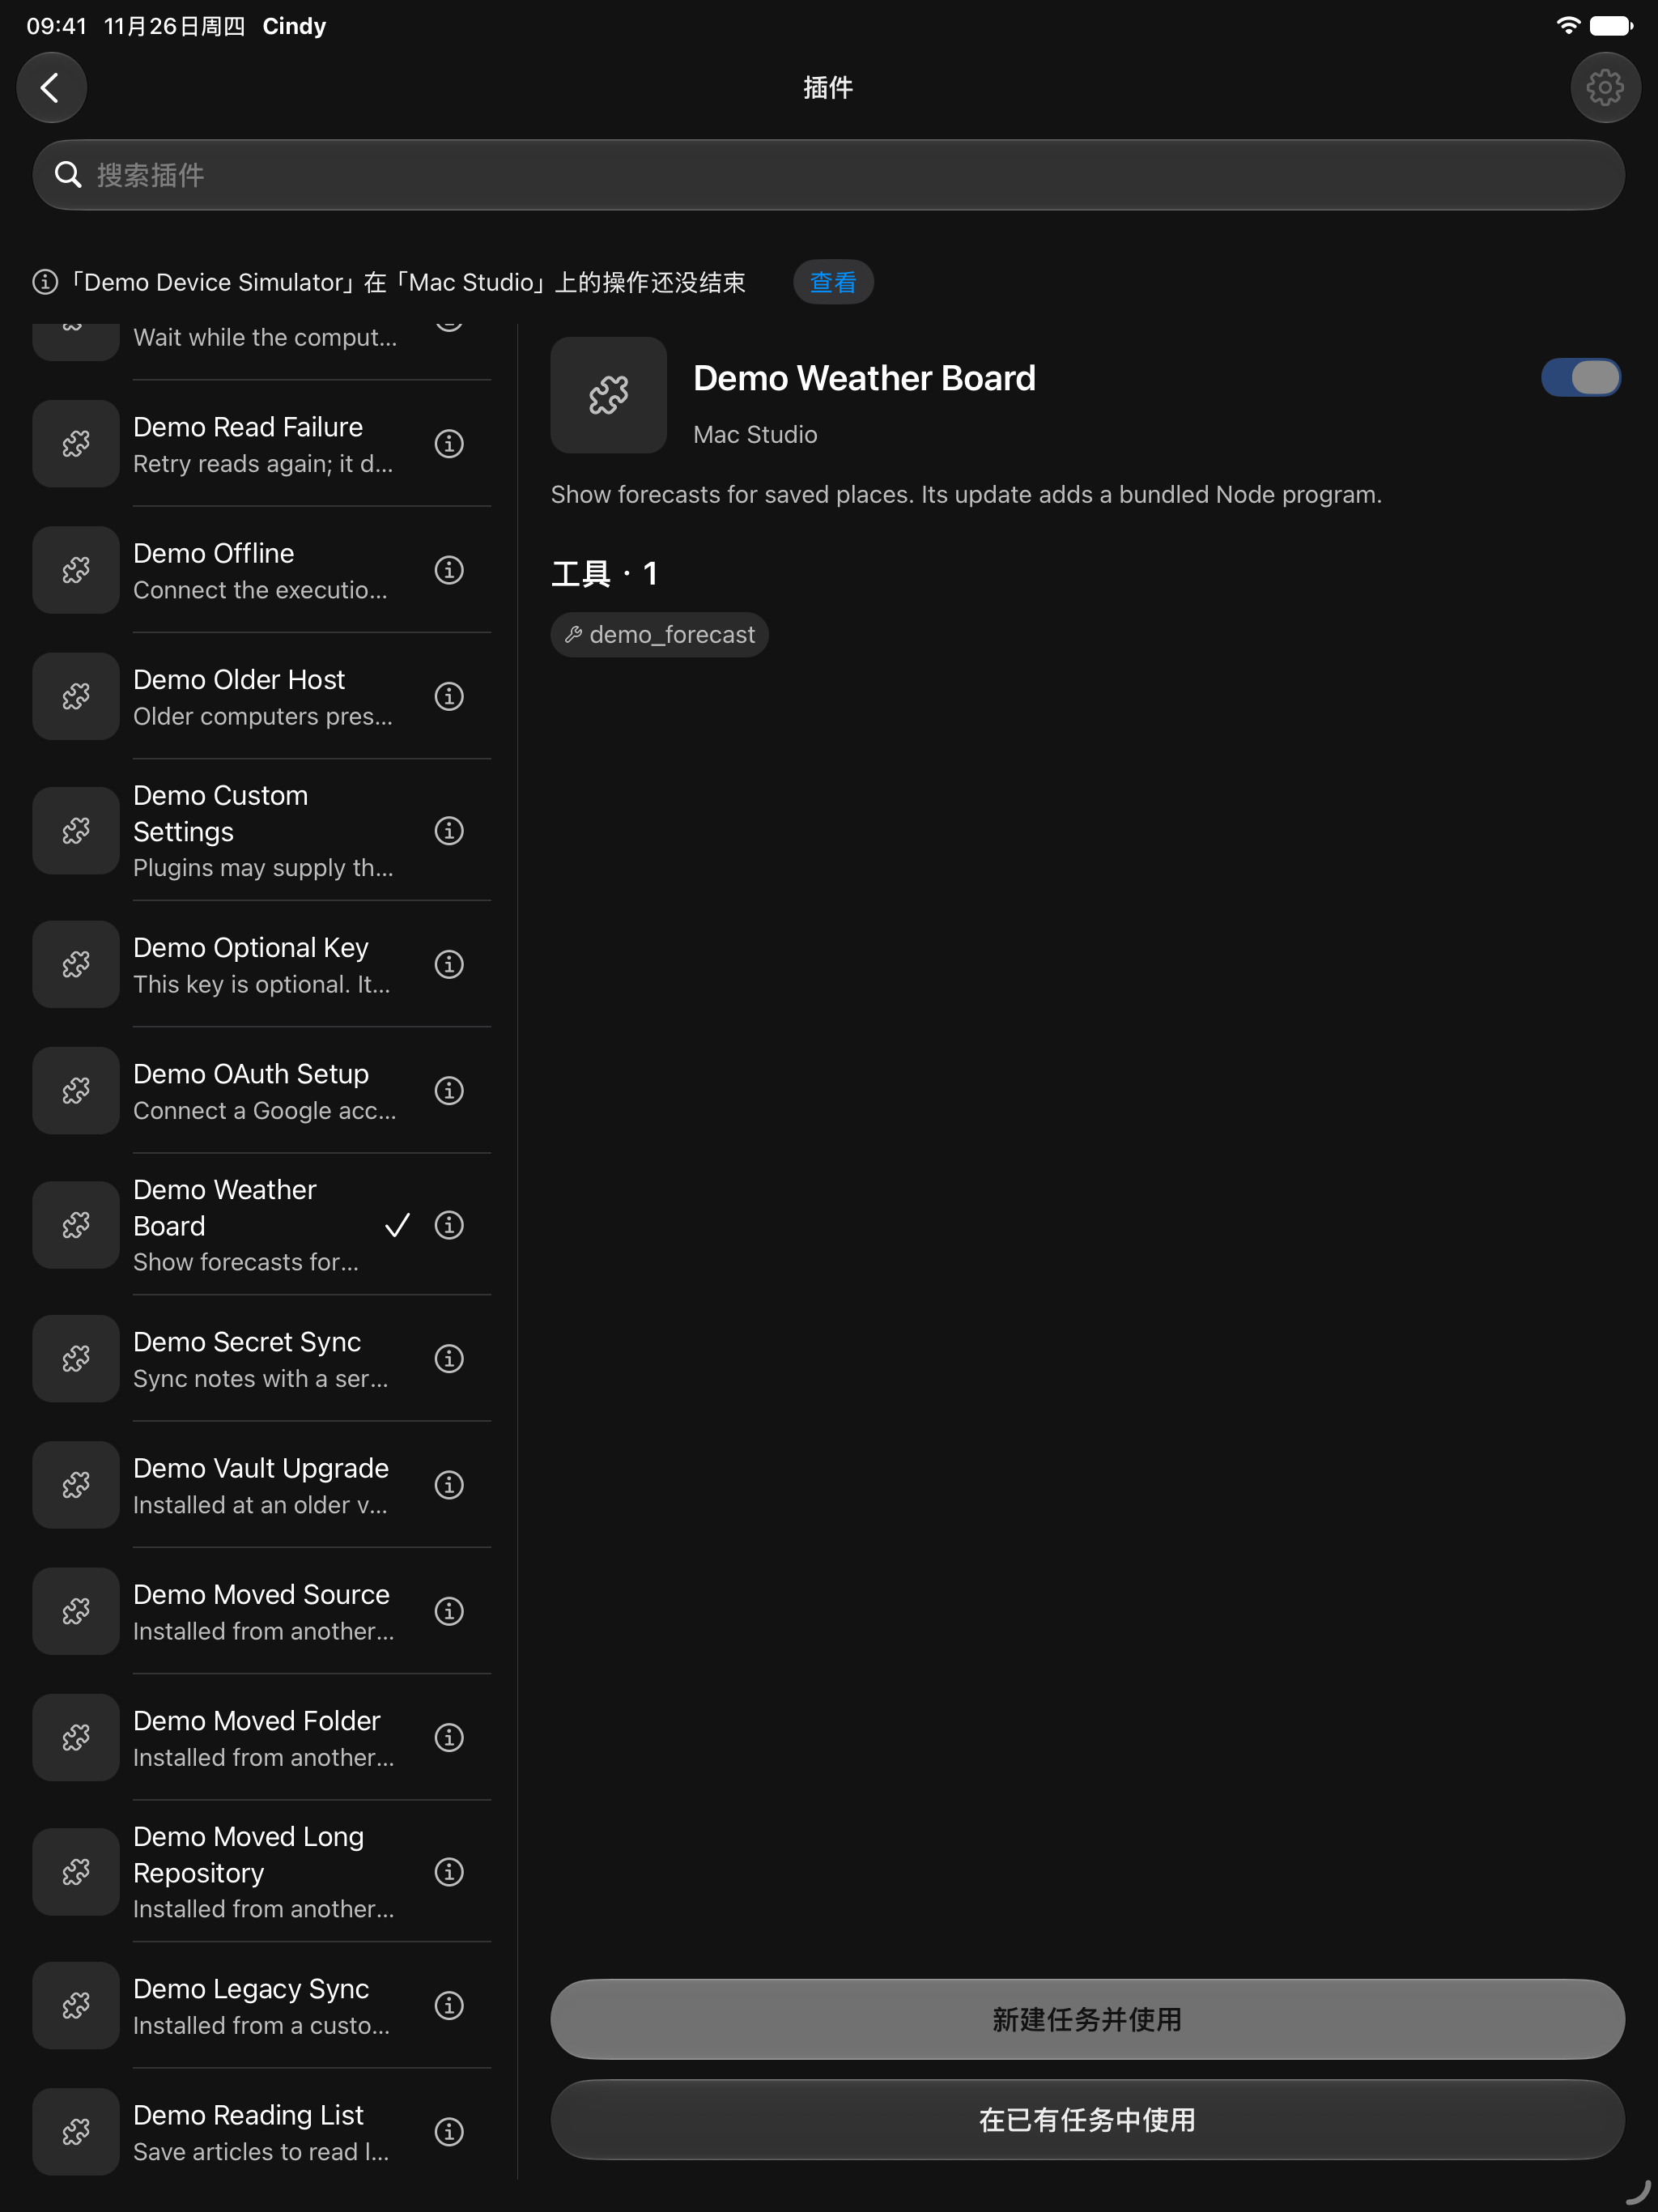 09:41 11月26日周四 Cindy
插件
搜索插件
「Demo Device Simulator」在「Mac Studio」上的操作还没结束
查看
Wait while the comput...
Demo Read Failure
Retry reads again; it d...
Demo Offline
Connect the executio...
Demo Older Host
Older computers pres...
Demo Custom
Settings
Plugins may supply th...
Demo Optional Key
This key is optional. It...
Demo OAuth Setup
Connect a Google acc...
Demo Weather
Board
Show forecasts for...
Demo Secret Sync
Sync notes with a ser...
Demo Vault Upgrade
Installed at an older v...
Demo Moved Source
Installed from another...
Demo Moved Folder
Installed from another...
Demo Moved Long
Repository
Installed from another...
Demo Legacy Sync
Installed from a custo...
Demo Reading List
Save articles to read l...
Demo Weather Board
Mac Studio
Show forecasts for saved places. Its update adds a bundled Node program.
工具 · 1
demo_forecast
新建任务并使用
在已有任务中使用